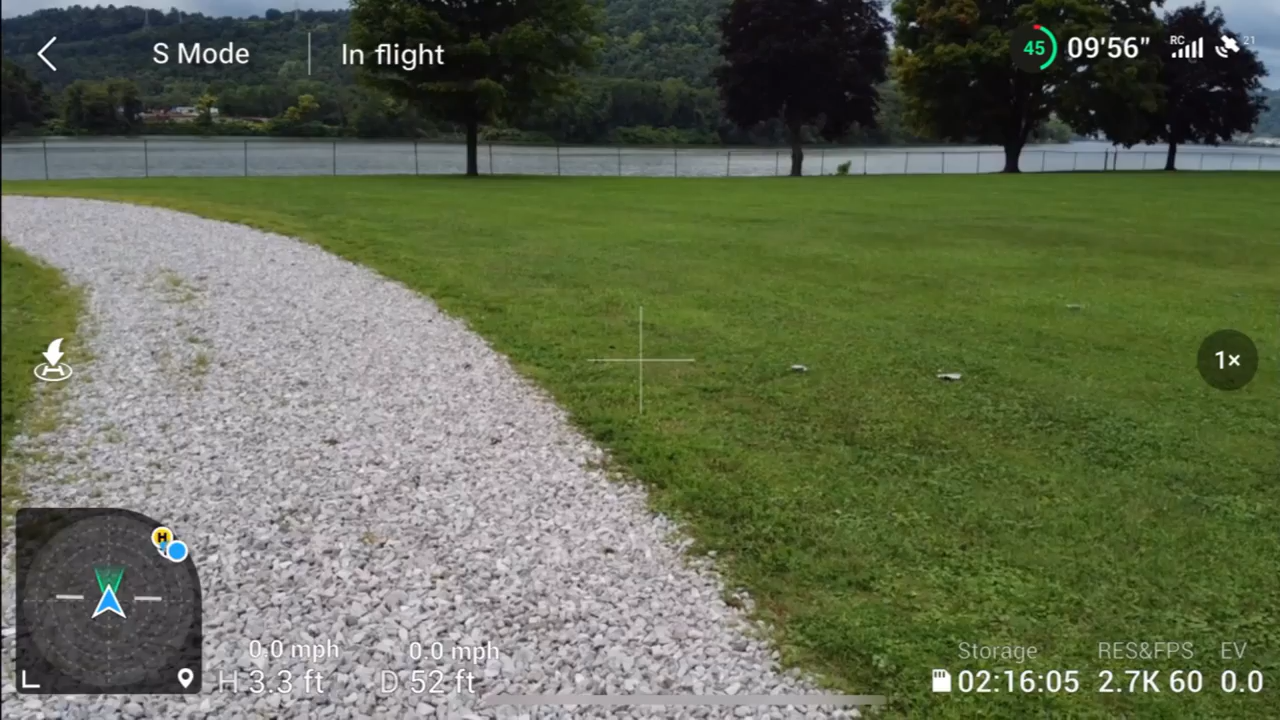 S Mode In flight 45 09'56" RC 21
1×
H
0.0 mph 0.0 mph
H 3.3 ft D 52 ft
Storage RES&FPS EV
02:16:05 2.7K 60 0.0